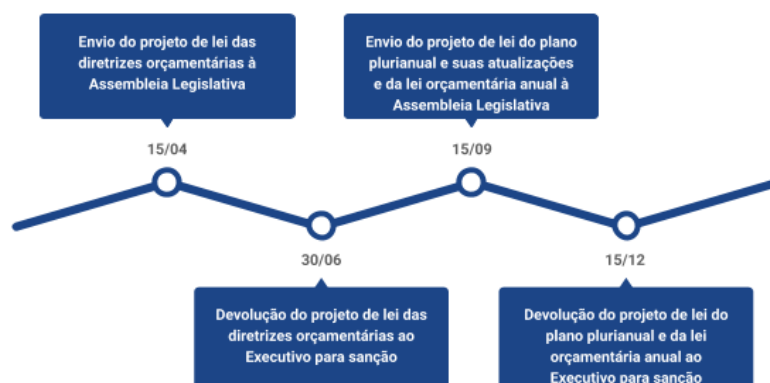 Envio do projeto de lei das
diretrizes orçamentárias à
Assembleia Legislativa
15/04
Envio do projeto de lei do plano
plurianual e suas atualizações
e da lei orçamentária anual à
Assembleia Legislativa
15/09
30/06
Devolução do projeto de lei das
diretrizes orçamentárias ao
Executivo para sanção
15/12
Devolução do projeto de lei do
plano plurianual e da lei
orçamentária anual ao
Executivo para sanção